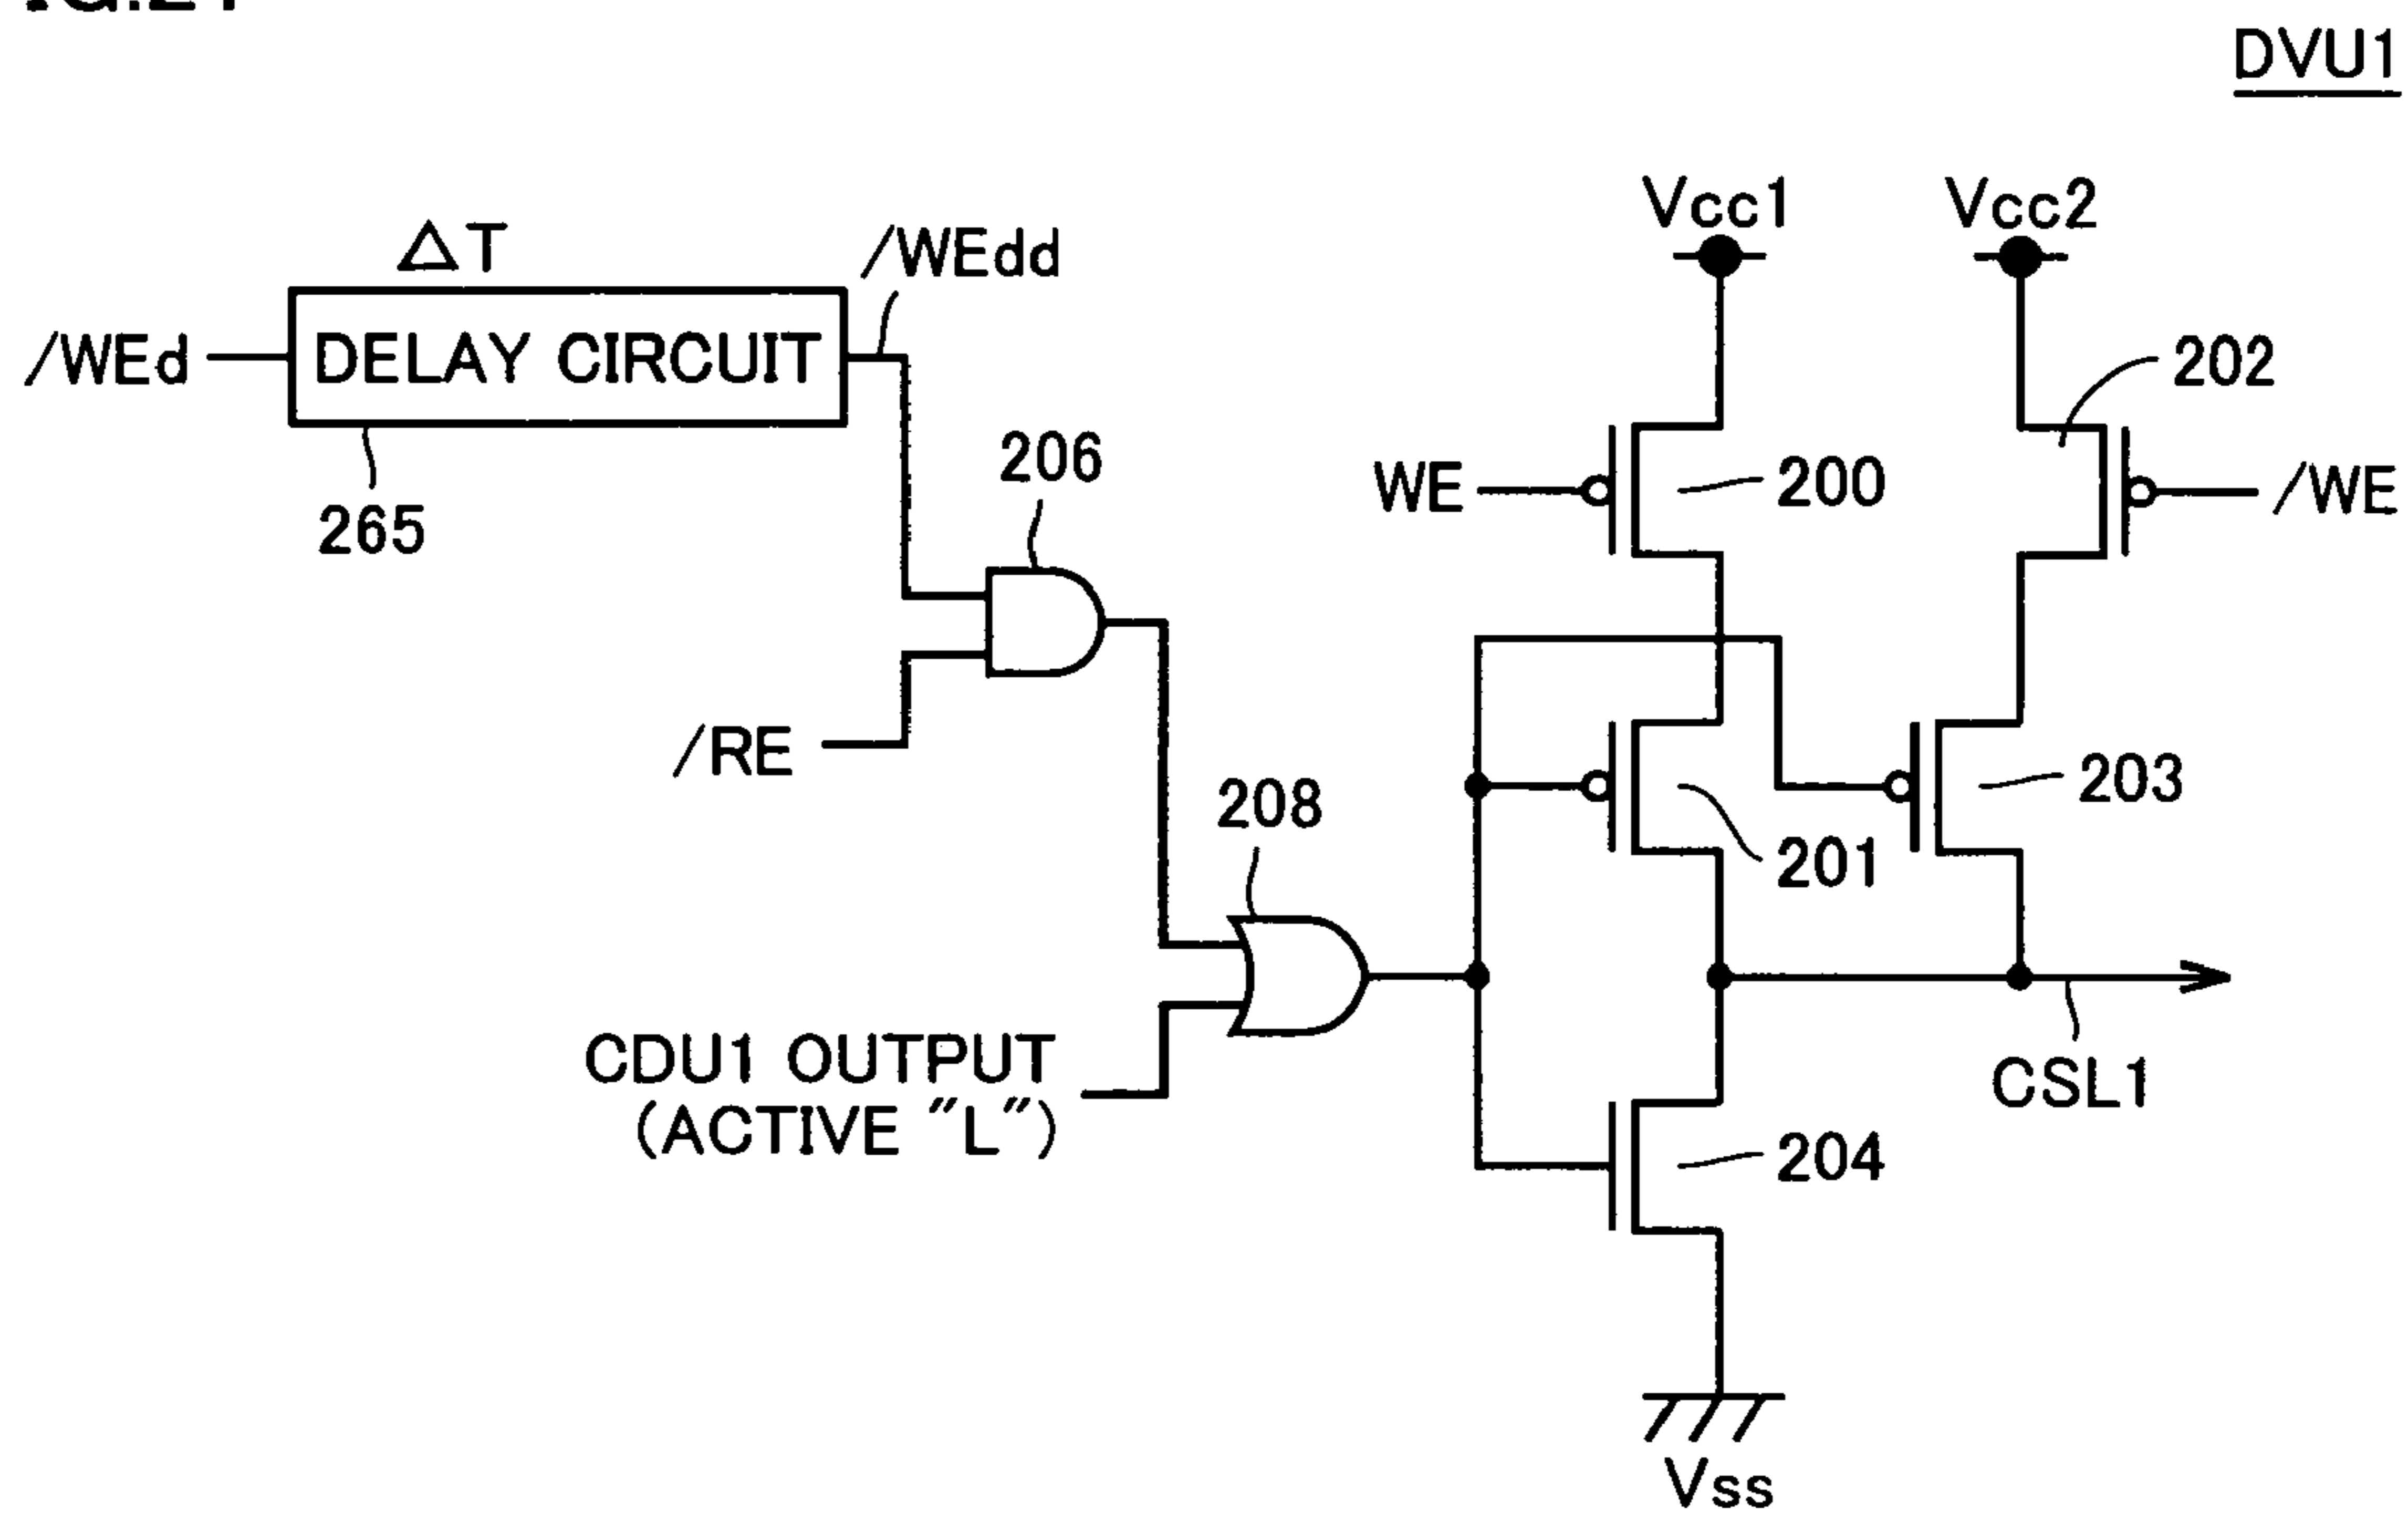 DVU1
Vcc1
Vcc2
ΔT
/WEdd
/WEd
DELAY CIRCUIT
202
206
WE
200
/WE
265
/RE
203
208
201
CDU1 OUTPUT
(ACTIVE "L")
CSL1
204
Vss